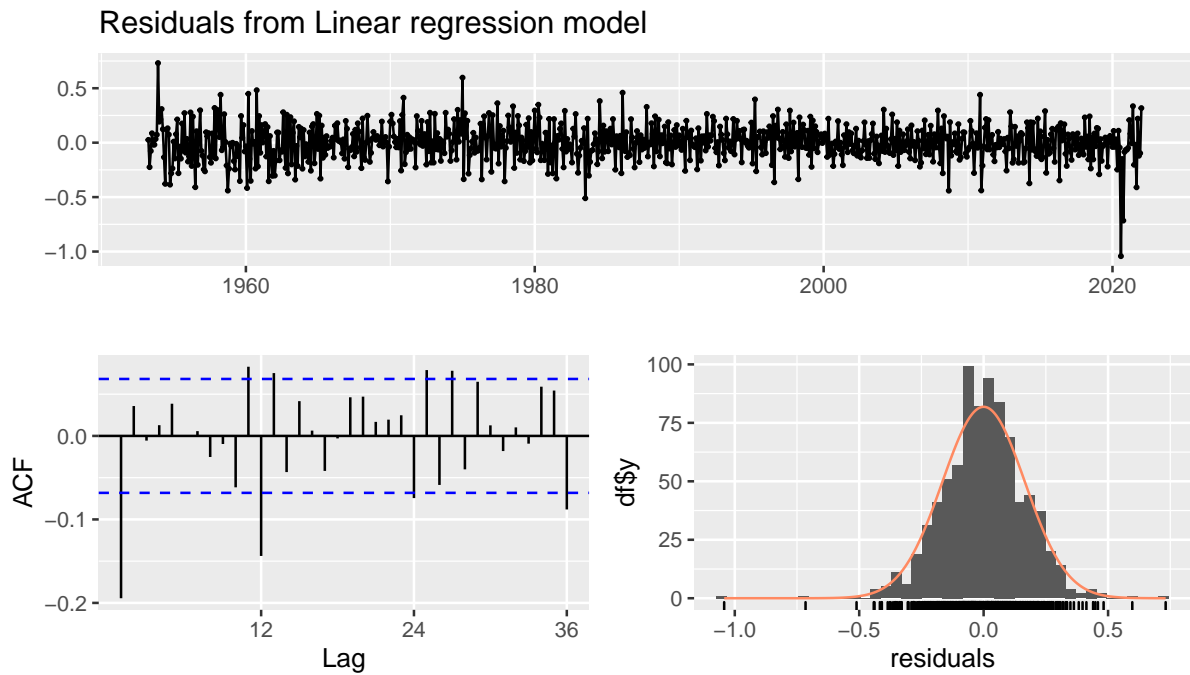 Residuals from Linear regression model
0.5
0.0
−0.5
−1.0
1960 1980 2000 2020
ACF
0.0
−0.1
−0.2
12 24 36
Lag
df$y
100
75
50
25
0
−1.0 −0.5 0.0 0.5
residuals